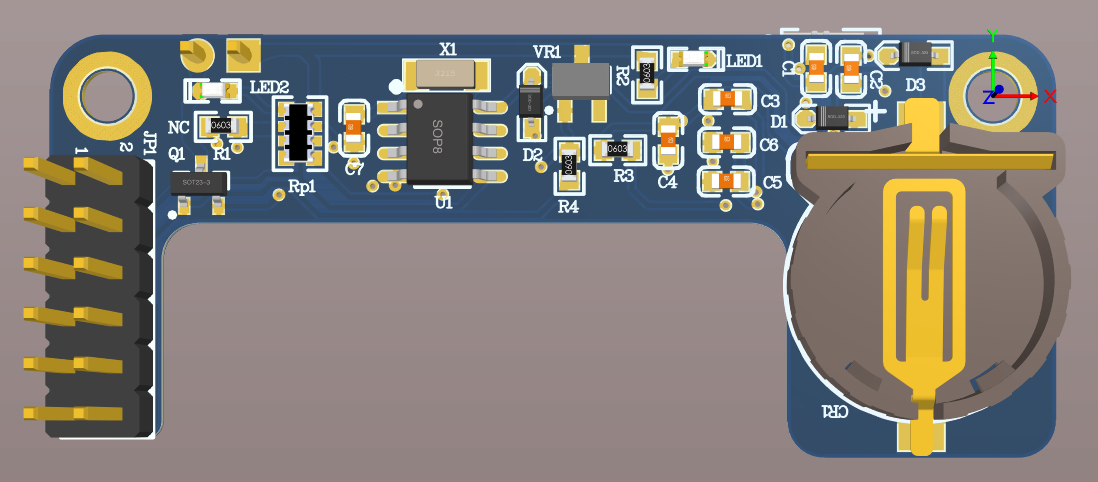 X1
VR1
R2
LED1
C1
C2
D3
Y
Z
X
LED2
NC
0603
R1
Rp1
C7
SOP8
U1
D2
0603
R4
0603
R3
0603
C4
C3
C6
C5
D1
+
1
2
JP1
Q1
SOT23-3
CR1